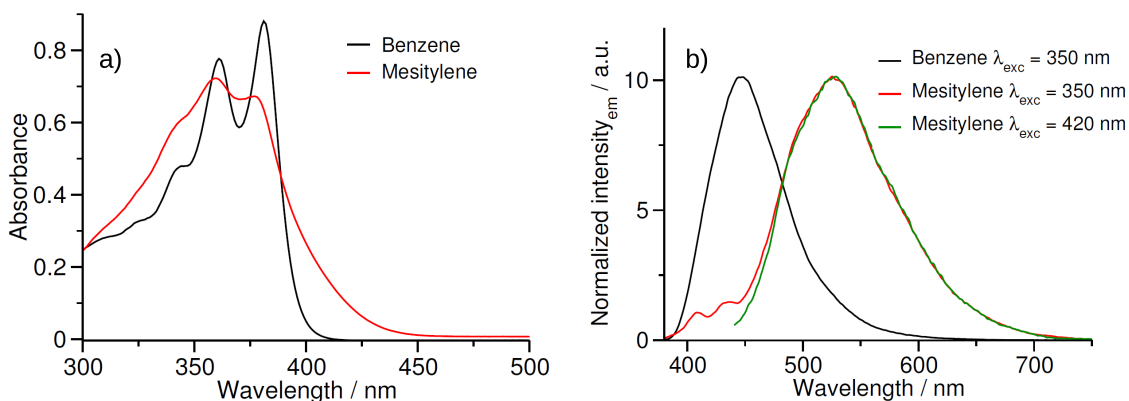 a)
Benzene
Mesitylene
Absorbance
0.8
0.6
0.4
0.2
0
300
350
400
450
500
Wavelength / nm
b)
Benzene λexc = 350 nm
Mesitylene λexc = 350 nm
Mesitylene λexc = 420 nm
Normalized intensityem / a.u.
10
5
0
400
500
600
700
Wavelength / nm